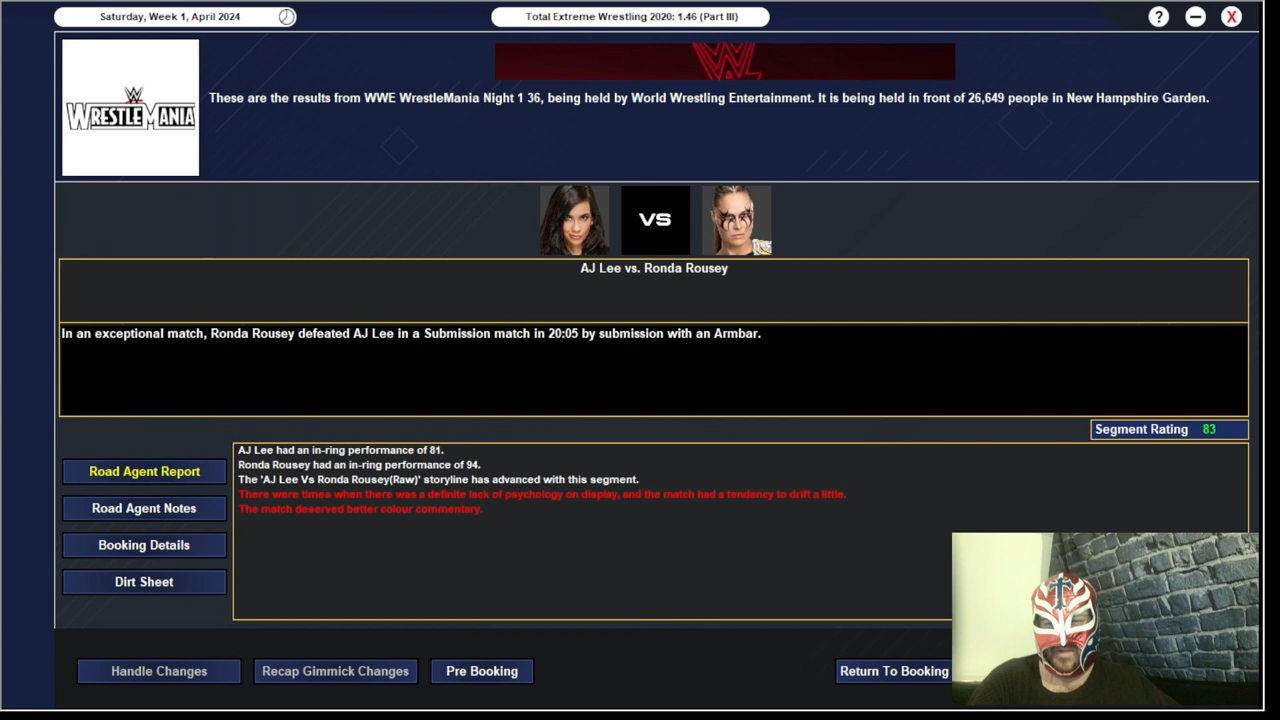 Saturday, Week 1, April 2024
Total Extreme Wrestling 2020: 1.46 (Part III)
?
X
W
WRESTLEMANIA
These are the results from WWE WrestleMania Night 1 36, being held by World Wrestling Entertainment. It is being held in front of 26,649 people in New Hampshire Garden.
VS
AJ Lee vs. Ronda Rousey
In an exceptional match, Ronda Rousey defeated AJ Lee in a Submission match in 20:05 by submission with an Armbar.
Segment Rating 83
Road Agent Report
Road Agent Notes
Booking Details
Dirt Sheet
AJ Lee had an in-ring performance of 81.
Ronda Rousey had an in-ring performance of 94.
The 'AJ Lee Vs Ronda Rousey(Raw)' storyline has advanced with this segment.
There were times when there was a definite lack of psychology on display, and the match had a tendency to drift a little.
The match deserved better colour commentary.
Handle Changes
Recap Gimmick Changes
Pre Booking
Return To Booking